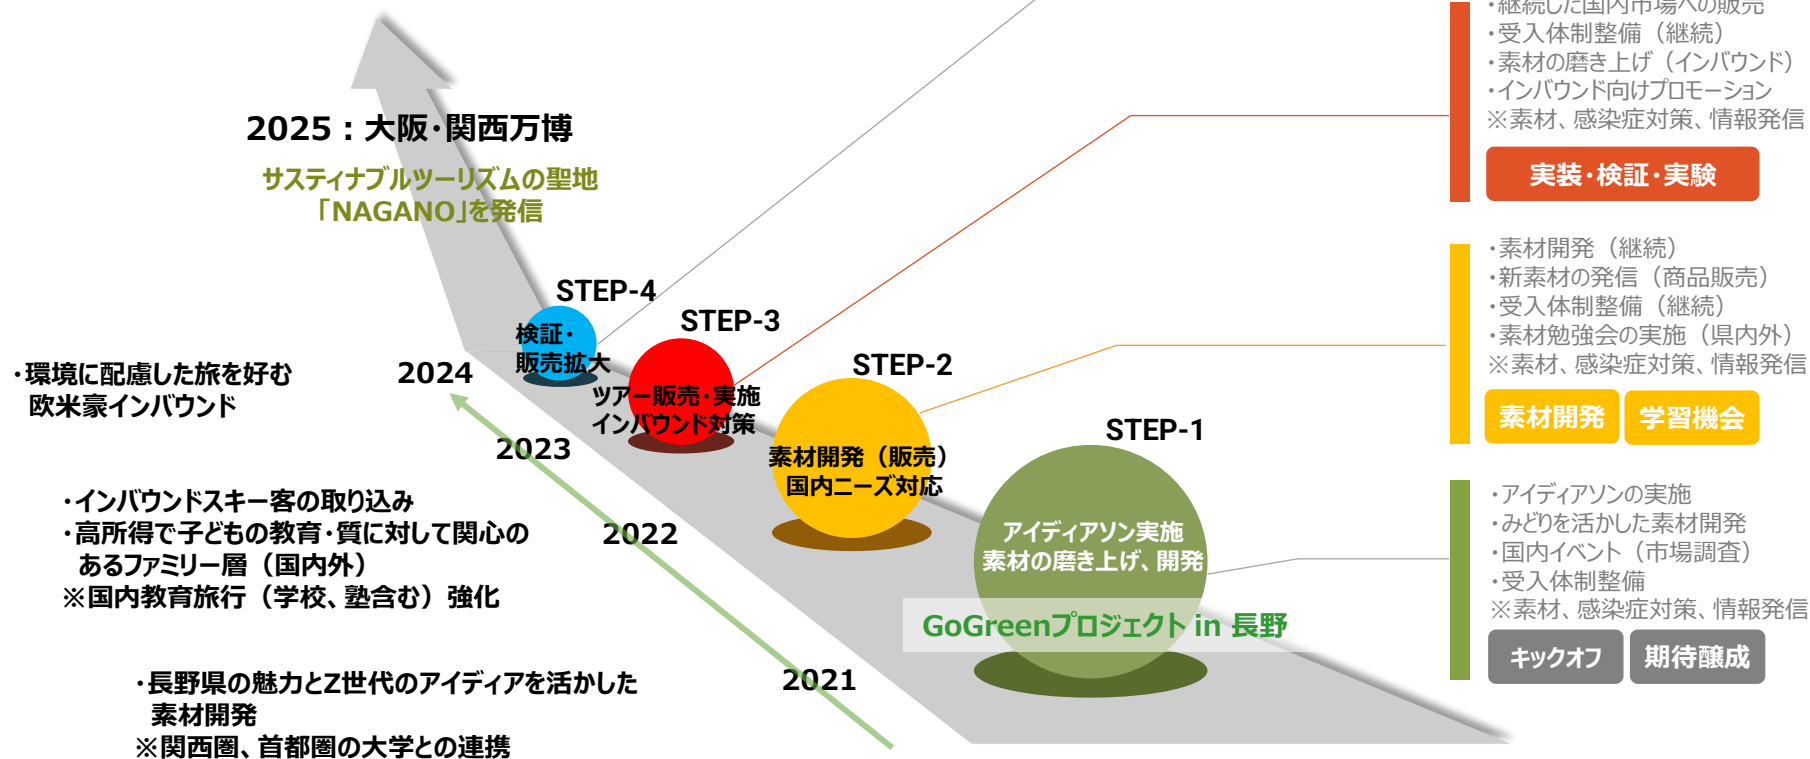 2025：大阪・関西万博
サスティナブルツーリズムの聖地
「NAGANO」を発信
STEP-4
検証・
販売拡大
STEP-3
ツアー販売・実施
インバウンド対策
STEP-2
素材開発（販売）
国内ニーズ対応
STEP-1
アイディアソン実施
素材の磨き上げ、開発
GoGreenプロジェクト in 長野
2024
2023
2022
2021
・環境に配慮した旅を好む
欧米豪インバウンド
・インバウンドスキー客の取り込み
・高所得で子どもの教育・質に対して関心の
あるファミリー層（国内外）
※国内教育旅行（学校、塾含む）強化
・長野県の魅力とZ世代のアイディアを活かした
素材開発
※関西圏、首都圏の大学との連携
・継続した国内市場への販売
・受入体制整備（継続）
・素材の磨き上げ（インバウンド）
・インバウンド向けプロモーション
※素材、感染症対策、情報発信
実装・検証・実験
・素材開発（継続）
・新素材の発信（商品販売）
・受入体制整備（継続）
・素材勉強会の実施（県内外）
※素材、感染症対策、情報発信
素材開発
学習機会
・アイディアソンの実施
・みどりを活かした素材開発
・国内イベント（市場調査）
・受入体制整備
※素材、感染症対策、情報発信
キックオフ
期待醸成